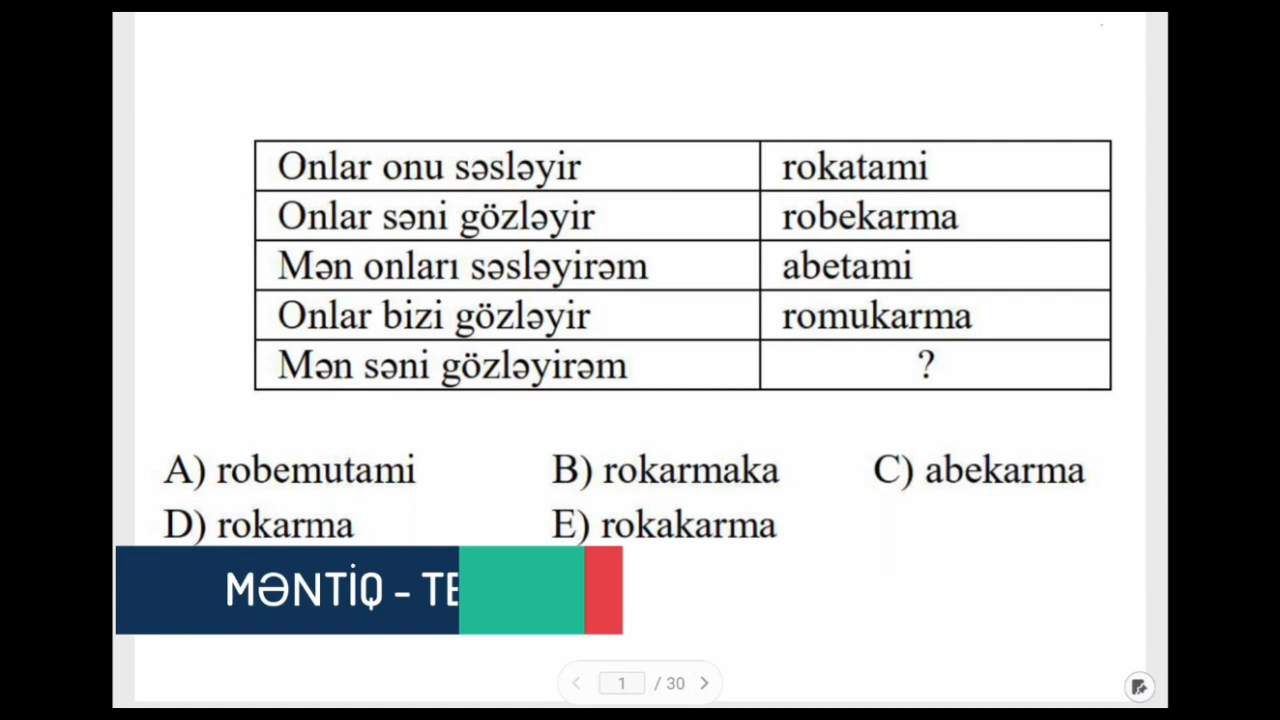 Onlar onu səsləyir rokatami
Onlar səni gözləyir robekarma
Mən onları səsləyirəm abetami
Onlar bizi gözləyir romukarma
Mən səni gözləyirəm ?
A) robemutami B) rokarmaka C) abekarma
D) rokarma E) rokakarma
MƏNTİQ - TE
1 / 30